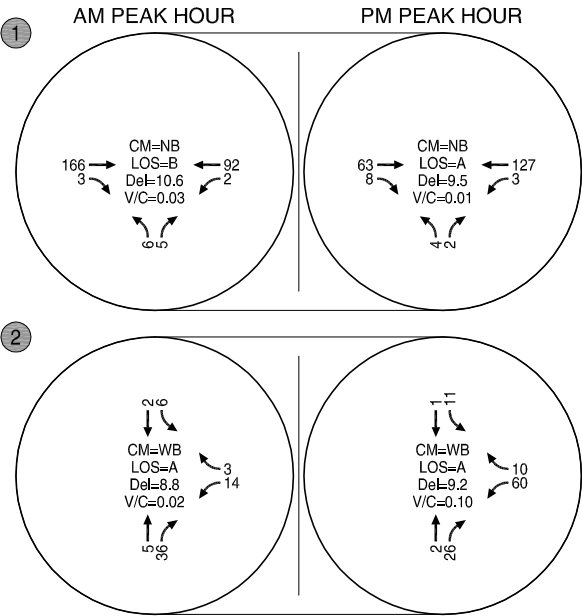 AM PEAK HOUR
PM PEAK HOUR
1
CM=NB
166 LOS=B 92
3 Del=10.6 2
V/C=0.03
6 5
CM=NB
63 LOS=A 127
8 Del=9.5 3
V/C=0.01
4 2
2
2 6
CM=WB
LOS=A 3
Del=8.8 14
V/C=0.02
5 36
1 11
CM=WB
LOS=A 10
Del=9.2 60
V/C=0.10
2 26